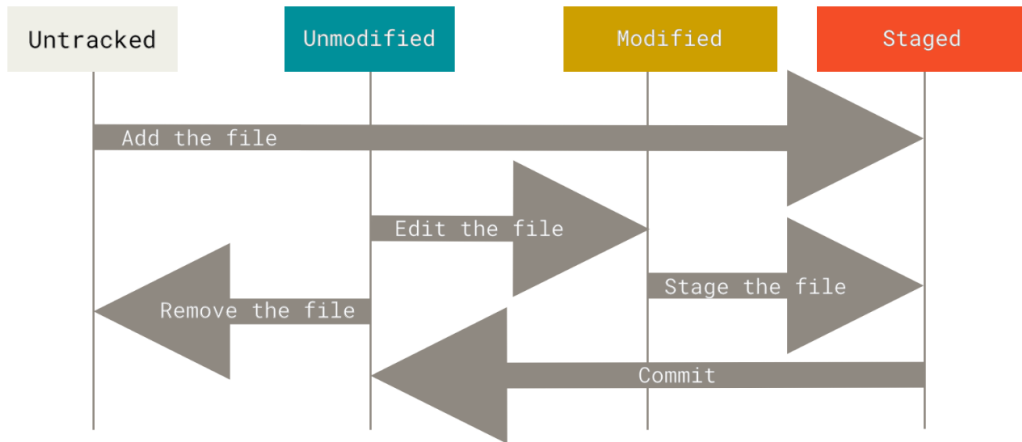 Untracked
Unmodified
Modified
Staged
Add the file
Edit the file
Stage the file
Remove the file
Commit